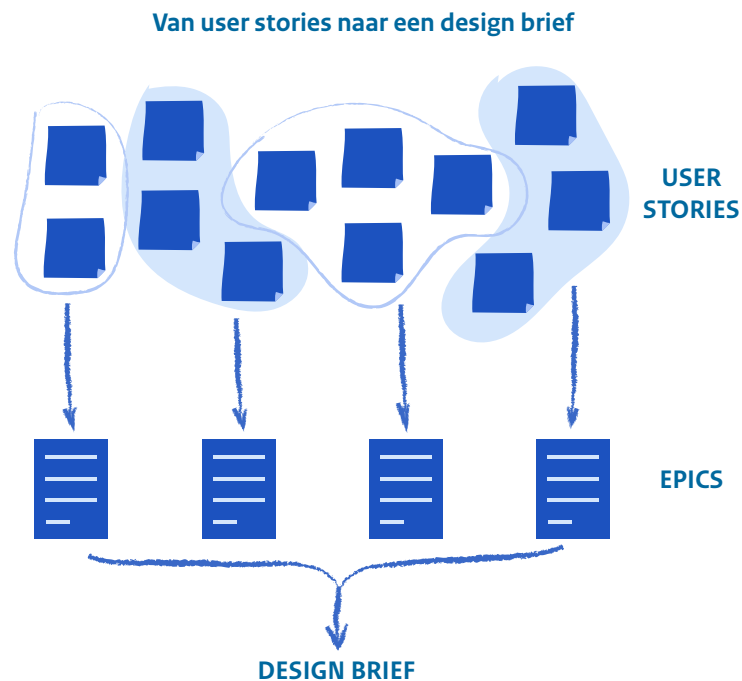 Van user stories naar een design brief
USER
STORIES
EPICS
DESIGN BRIEF